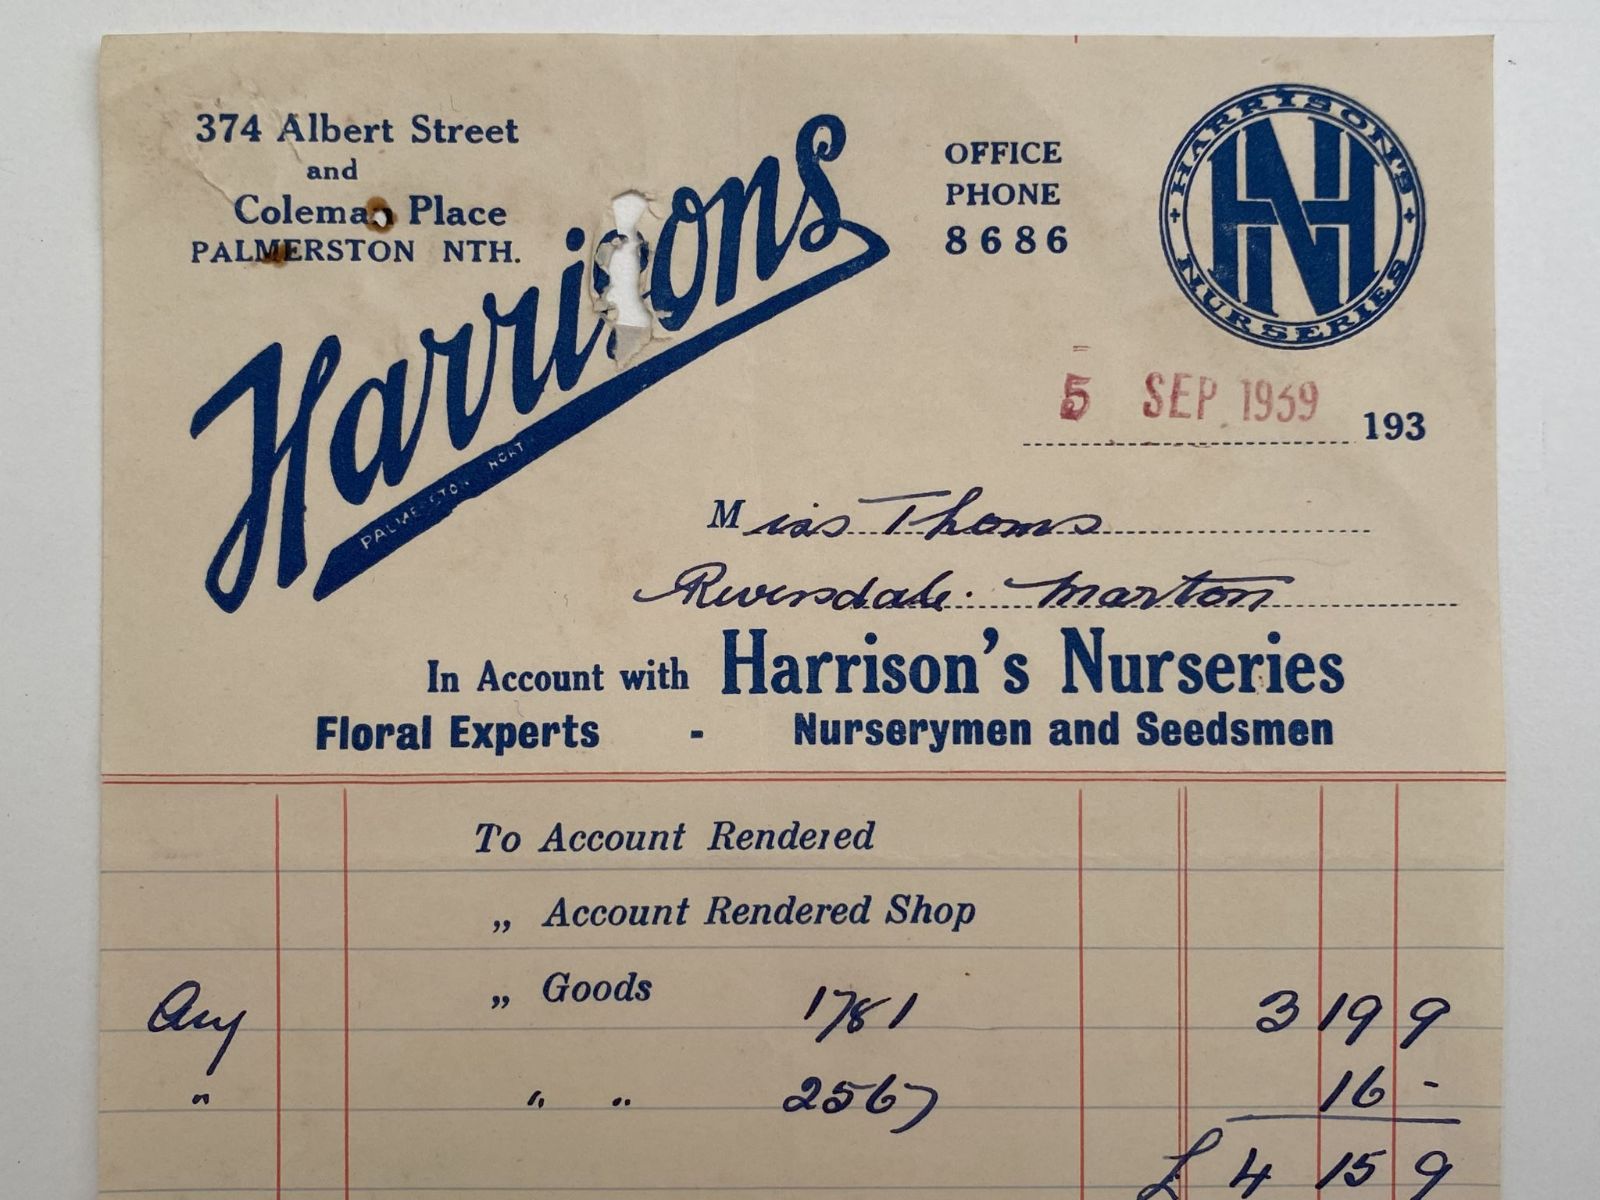 374 Albert Street
and
Coleman Place
PALMERSTON NTH.
Harrisons
PALMERSTON NORT
OFFICE
PHONE
8686
HARRISON'S
NURSERIES
HN
5 SEP 1939 193
Miss Thoms
Riversdale. Marton
In Account with Harrison's Nurseries
Floral Experts - Nurserymen and Seedsmen
To Account Rendered
„ Account Rendered Shop
Aug „ Goods 1781 3 19 9
" " " 2567 16 -
£ 4 15 9